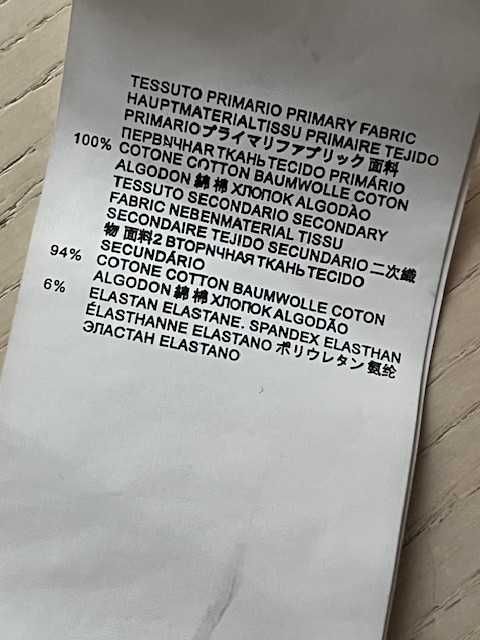 TESSUTO PRIMARIO PRIMARY FABRIC
HAUPTMATERIALTISSU PRIMAIRE TEJIDO
PRIMARIOプライマリファブリック 面料
ПЕРВИЧНАЯ ТКАНЬ TECIDO PRIMÁRIO
100% COTONE COTTON BAUMWOLLE COTON
ALGODON 綿 棉 ХЛОПОК ALGODÃO
TESSUTO SECONDARIO SECONDARY
FABRIC NEBENMATERIAL TISSU
SECONDAIRE TEJIDO SECUNDARIO 二次織
物 面料2 ВТОРИЧНАЯ ТКАНЬ TECIDO
SECUNDÁRIO
94% COTONE COTTON BAUMWOLLE COTON
ALGODON 綿 棉 ХЛОПОК ALGODÃO
6% ELASTAN ELASTANE. SPANDEX ELASTHAN
ÉLASTHANNE ELASTANO ポリウレタン 氨纶
ЭЛАСТАН ELASTANO